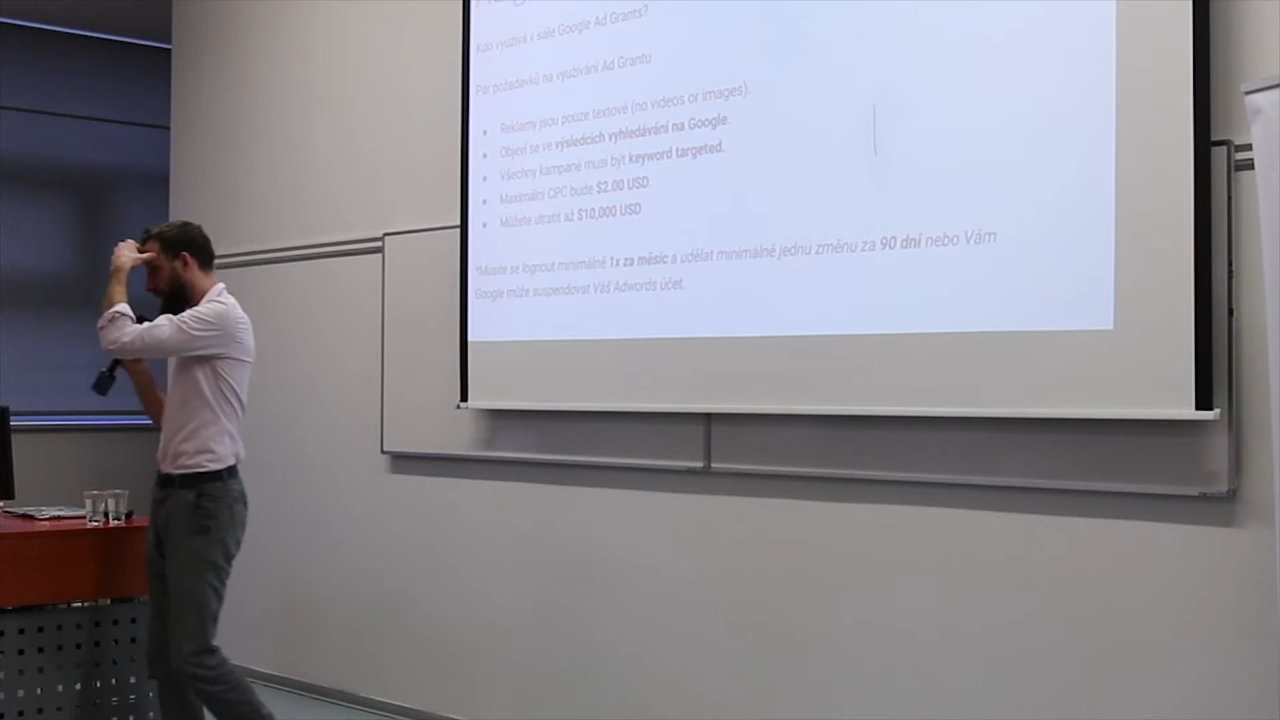 Kdo využívá v sále Google Ad Grants?
Pár požadavků na využívání Ad Grantu
Reklamy jsou pouze textové (no videos or images).
Objeví se ve výsledcích vyhledávání na Google.
Všechny kampaně musí být keyword targeted.
Maximální CPC bude $2.00 USD.
Můžete utratit až $10,000 USD
*Musíte se lognout minimálně 1x za měsíc a udělat minimálně jednu změnu za 90 dní nebo Vám
Google může suspendovat Váš Adwords účet.